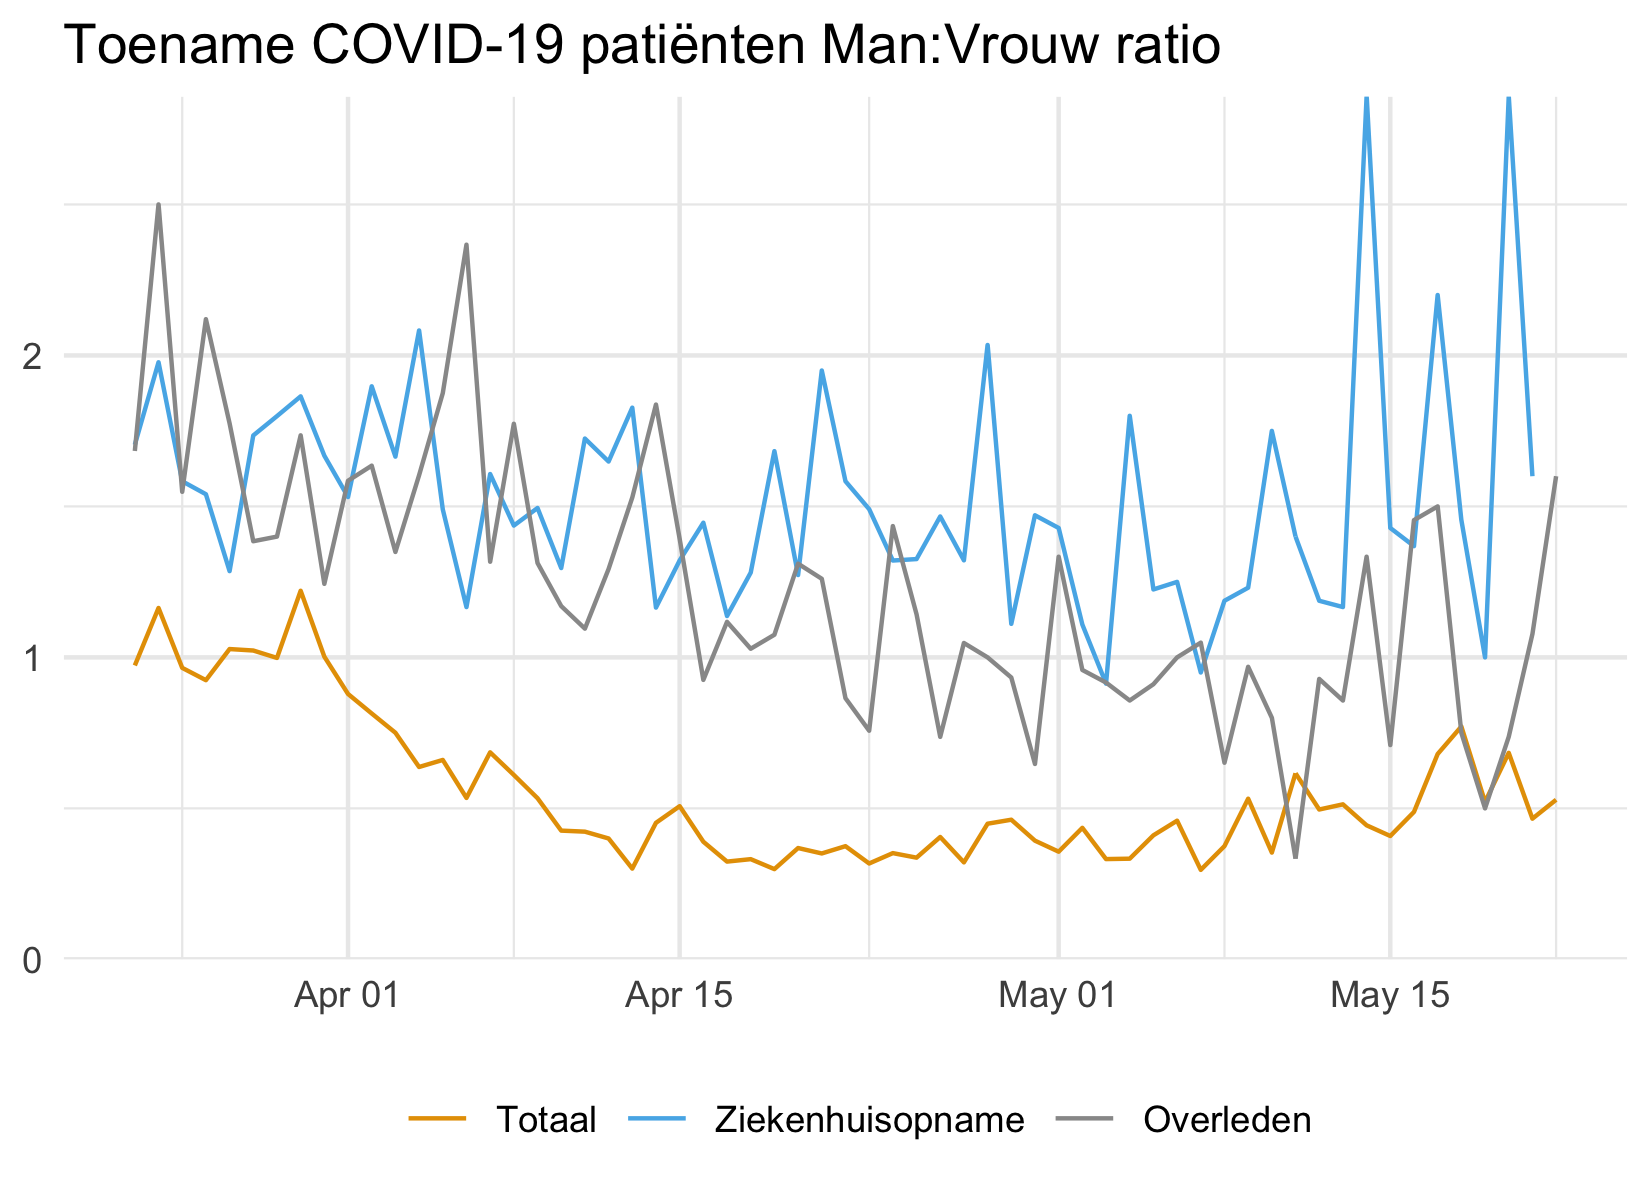 Toename COVID-19 patiënten Man:Vrouw ratio
2
1
0
Apr 01 Apr 15 May 01 May 15
Totaal Ziekenhuisopname Overleden